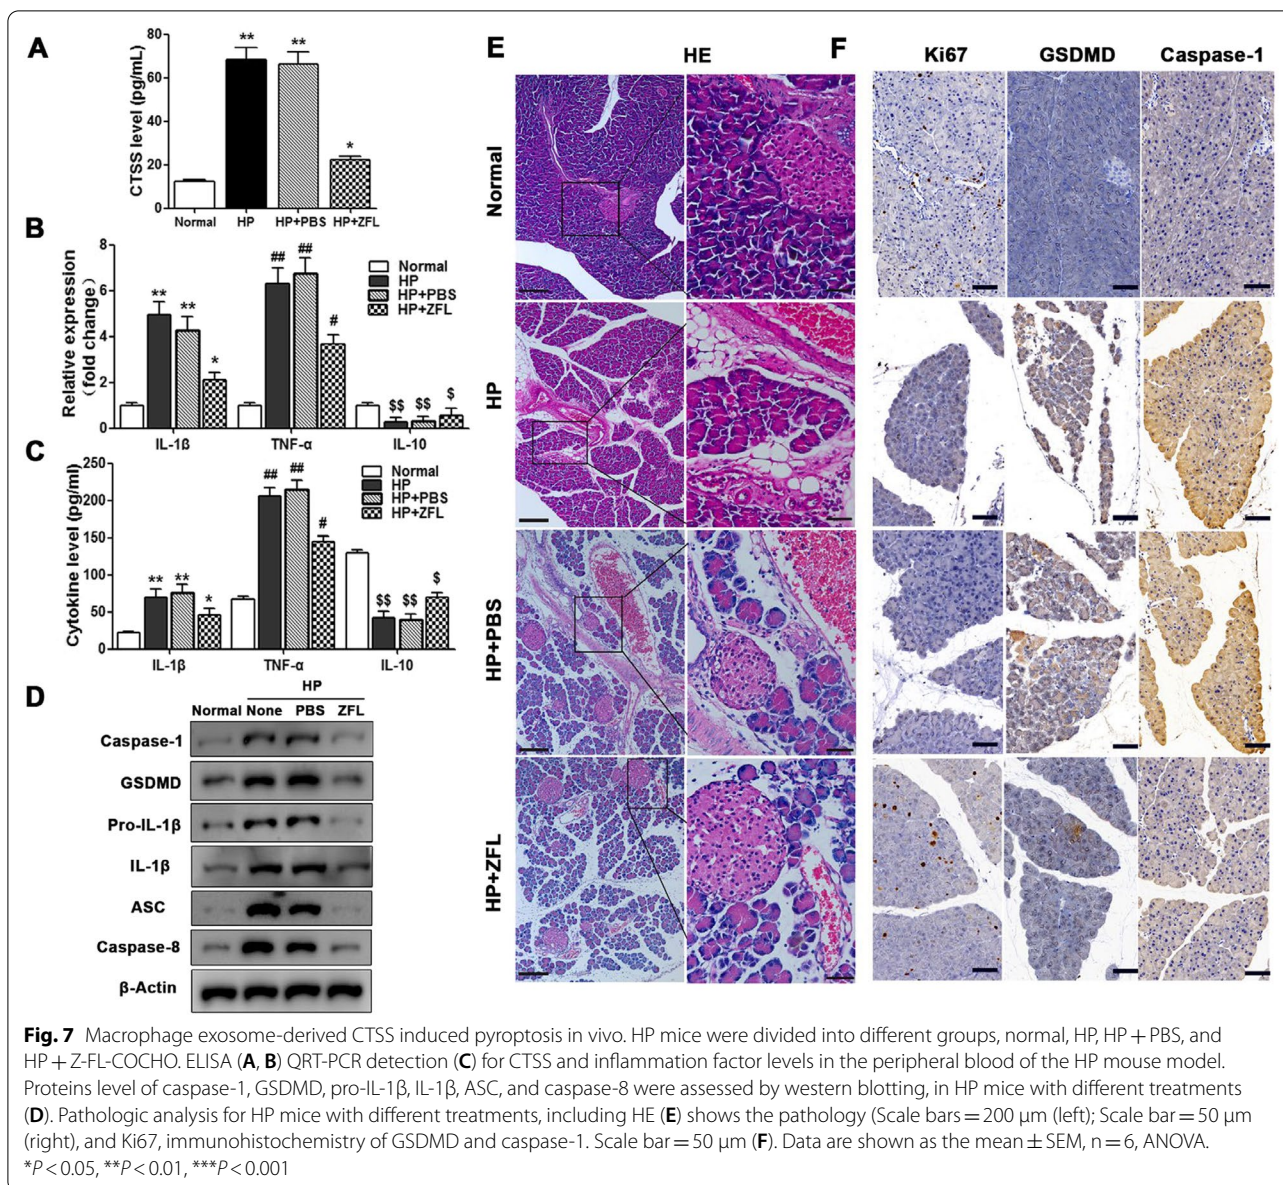 A
CTSS level (pg/mL)
80
60
40
20
0
**
**
*
Normal
HP
HP+PBS
HP+ZFL
B
Relative expression
(fold change)
8
6
4
2
0
**
**
*
##
##
#
$$
$$
$
Normal
HP
HP+PBS
HP+ZFL
IL-1β
TNF-α
IL-10
C
Cytokine level (pg/ml)
250
200
150
100
50
0
**
**
*
##
##
#
$$
$$
$
Normal
HP
HP+PBS
HP+ZFL
IL-1β
TNF-α
IL-10
D
HP
Normal None PBS ZFL
Caspase-1
GSDMD
Pro-IL-1β
IL-1β
ASC
Caspase-8
β-Actin
E
HE
Normal
HP
HP+PBS
HP+ZFL
F
Ki67 GSDMD Caspase-1
Fig. 7 Macrophage exosome-derived CTSS induced pyroptosis in vivo. HP mice were divided into different groups, normal, HP, HP + PBS, and
HP + Z-FL-COCHO. ELISA (A, B) QRT-PCR detection (C) for CTSS and inflammation factor levels in the peripheral blood of the HP mouse model.
Proteins level of caspase-1, GSDMD, pro-IL-1β, IL-1β, ASC, and caspase-8 were assessed by western blotting, in HP mice with different treatments
(D). Pathologic analysis for HP mice with different treatments, including HE (E) shows the pathology (Scale bars = 200 μm (left); Scale bar = 50 μm
(right), and Ki67, immunohistochemistry of GSDMD and caspase-1. Scale bar = 50 μm (F). Data are shown as the mean ± SEM, n = 6, ANOVA.
*P < 0.05, **P < 0.01, ***P < 0.001